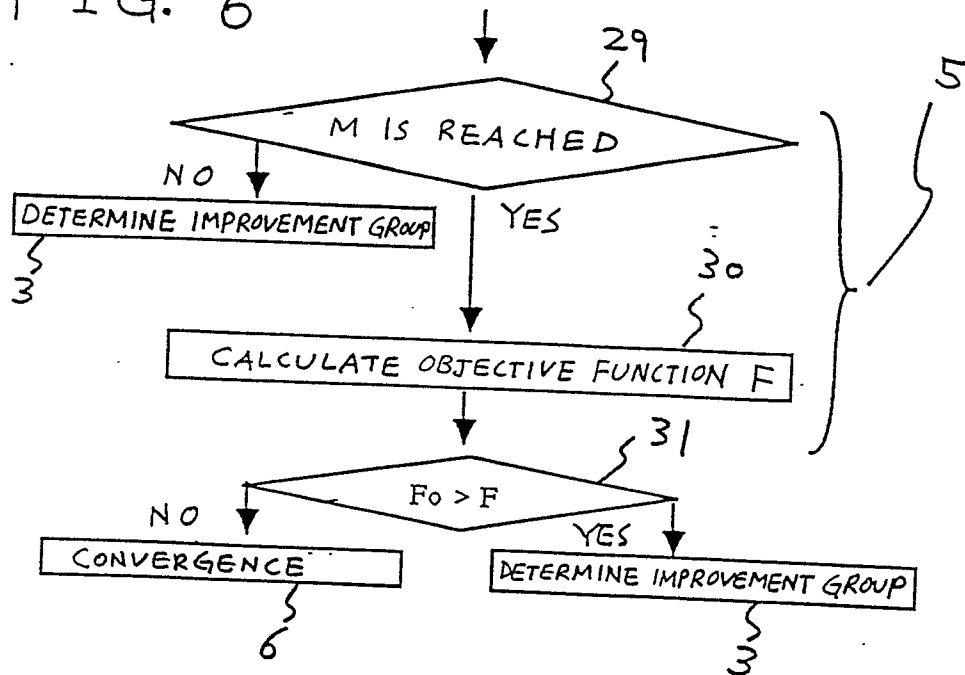 FIG. 6
29
5
M IS REACHED
NO
YES
DETERMINE IMPROVEMENT GROUP
3
30
CALCULATE OBJECTIVE FUNCTION F
31
Fo > F
NO
YES
CONVERGENCE
DETERMINE IMPROVEMENT GROUP
6
3